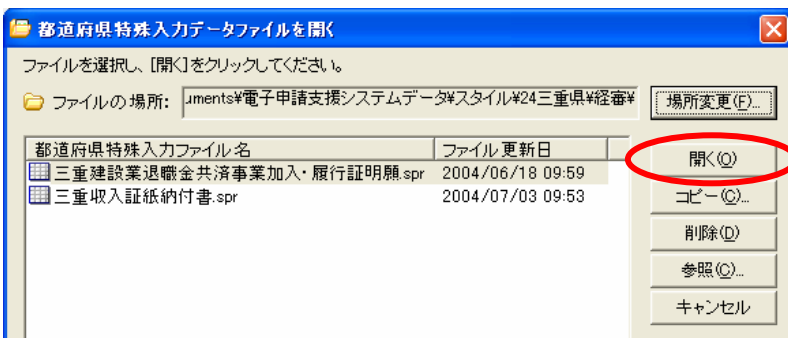 都道府県特殊入力データファイルを開く
ファイルを選択し、[開く]をクリックしてください。
ファイルの場所: uments¥電子申請支援システムデータ¥スタイル¥24三重県¥経審¥ 場所変更(F)...
都道府県特殊入力ファイル名 ファイル更新日
三重建設業退職金共済事業加入・履行証明願.spr 2004/06/18 09:59
三重収入証紙納付書.spr 2004/07/03 09:53
開く(O)
コピー(C)...
削除(D)
参照(C)...
キャンセル